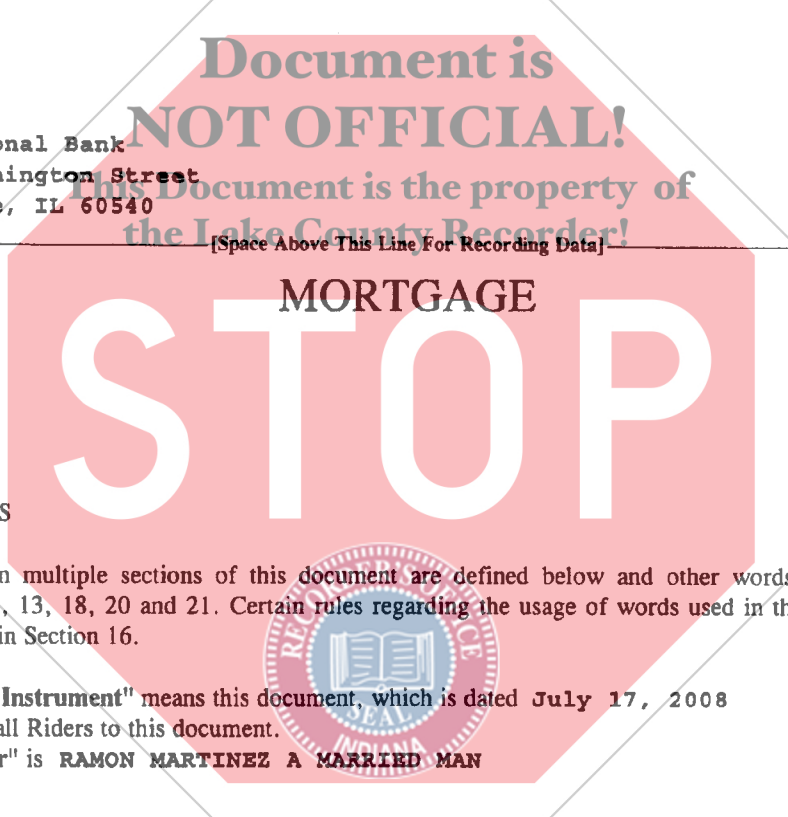 Document is
NOT OFFICIAL!
onal Bank
hington Street
This Document is the property of
e, IL 60540
the Lake County Recorder!
[Space Above This Line For Recording Data]
MORTGAGE
STOP
S
n multiple sections of this document are defined below and other words
, 13, 18, 20 and 21. Certain rules regarding the usage of words used in th
in Section 16.
Instrument" means this document, which is dated July 17, 2008
all Riders to this document.
r" is RAMON MARTINEZ A MARRIED MAN
RECORDER'S OFFICE
SEAL
INDIANA